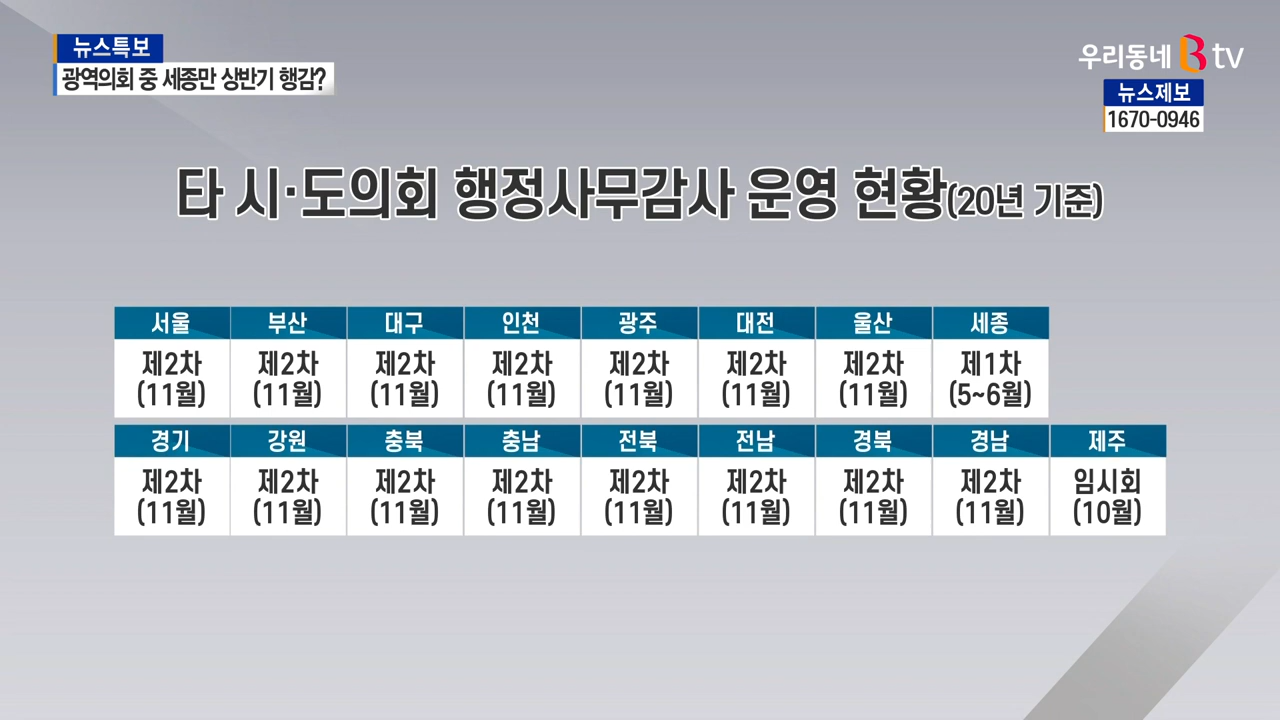 뉴스특보
광역의회 중 세종만 상반기 행감?
우리동네 B tv
뉴스제보
1670-0946
타 시·도의회 행정사무감사 운영 현황(20년 기준)
서울 부산 대구 인천 광주 대전 울산 세종
제2차 제2차 제2차 제2차 제2차 제2차 제2차 제1차
(11월) (11월) (11월) (11월) (11월) (11월) (11월) (5~6월)
경기 강원 충북 충남 전북 전남 경북 경남 제주
제2차 제2차 제2차 제2차 제2차 제2차 제2차 제2차 임시회
(11월) (11월) (11월) (11월) (11월) (11월) (11월) (11월) (10월)